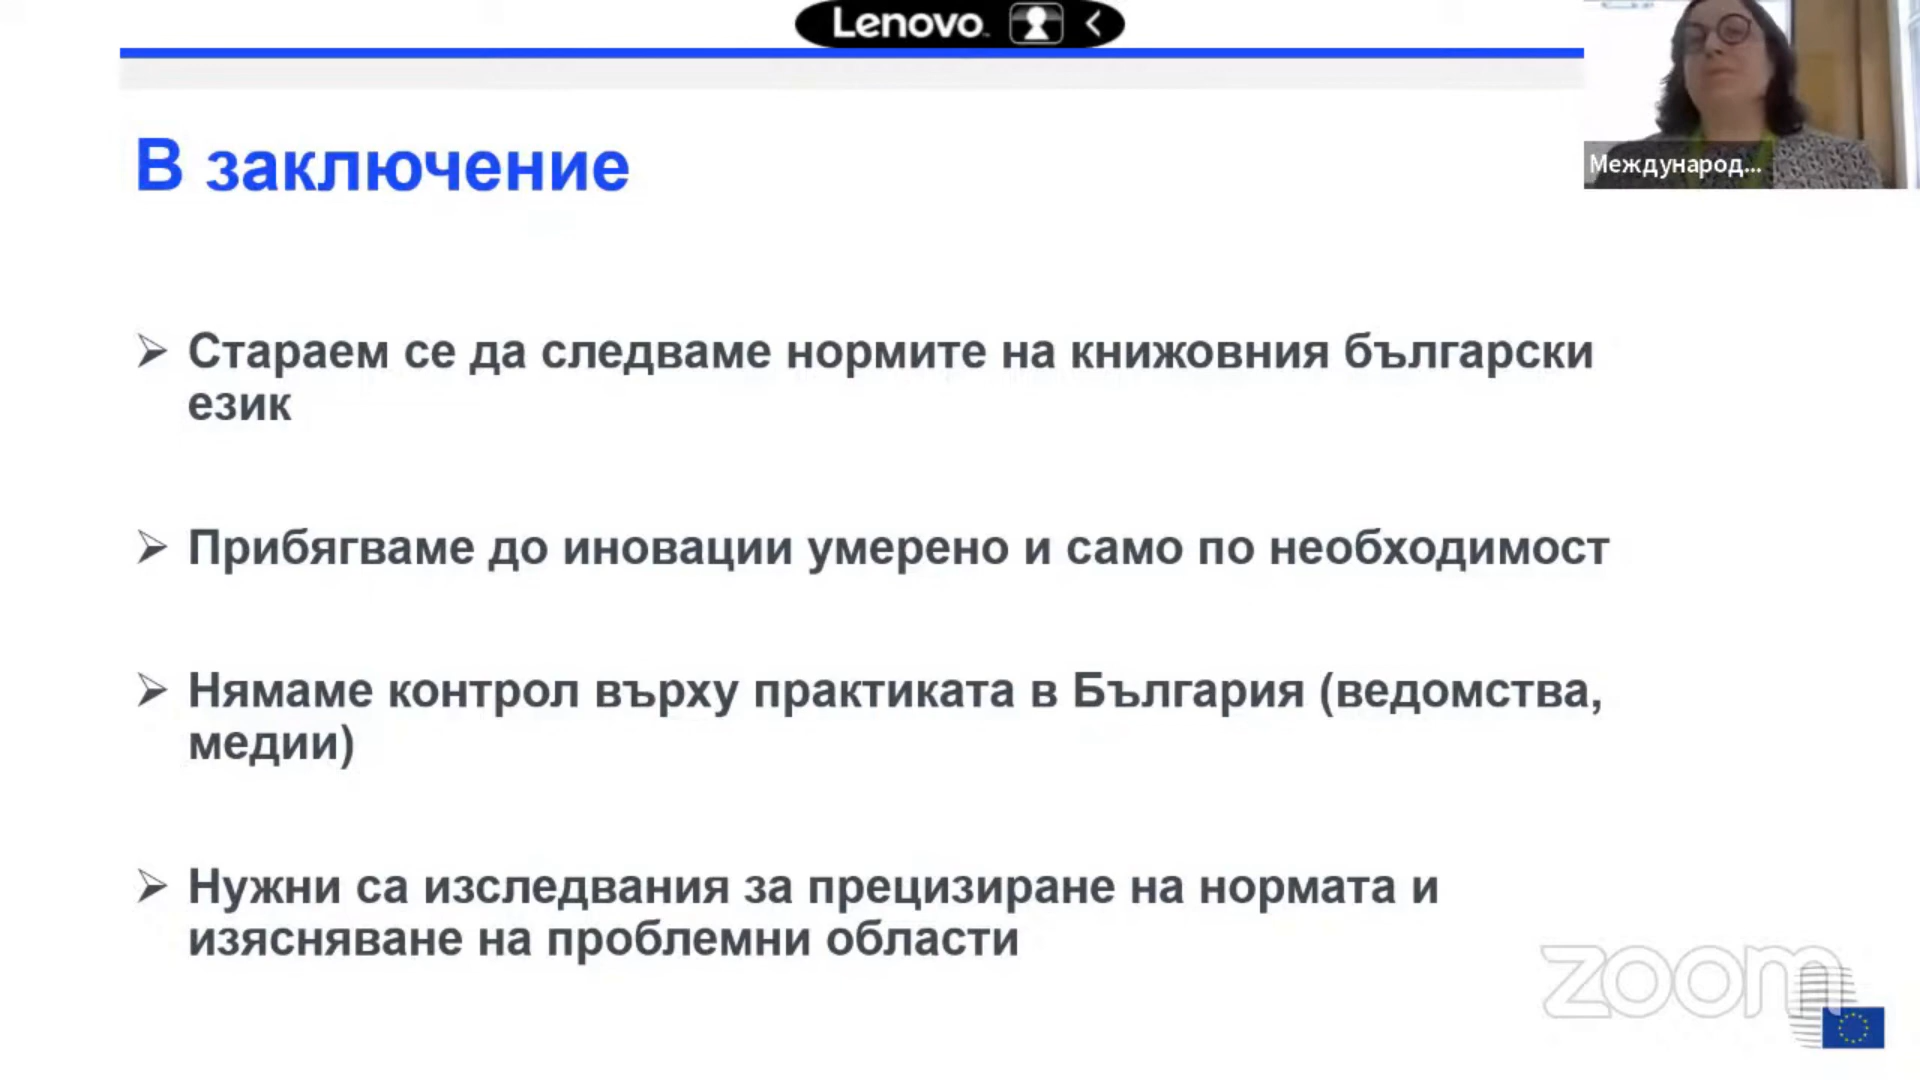 Lenovo
Международ...
В заключение
➢ Стараем се да следваме нормите на книжовния български
език
➢ Прибягваме до иновации умерено и само по необходимост
➢ Нямаме контрол върху практиката в България (ведомства,
медии)
➢ Нужни са изследвания за прецизиране на нормата и
изясняване на проблемни области
zoom